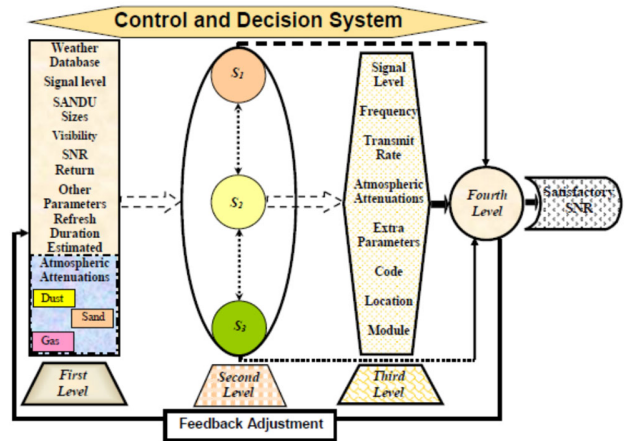 Control and Decision System
Weather
Database
Signal level
SANDU
Sizes
Visibility
SNR
Return
Other
Parameters
Refresh
Duration
Estimated
Atmospheric
Attenuations
Dust
Sand
Gas
First
Level
S1
S2
S3
Second
Level
Signal
Level
Frequency
Transmit
Rate
Atmospheric
Attenuations
Extra
Parameters
Code
Location
Module
Third
Level
Fourth
Level
Satisfactory
SNR
Feedback Adjustment